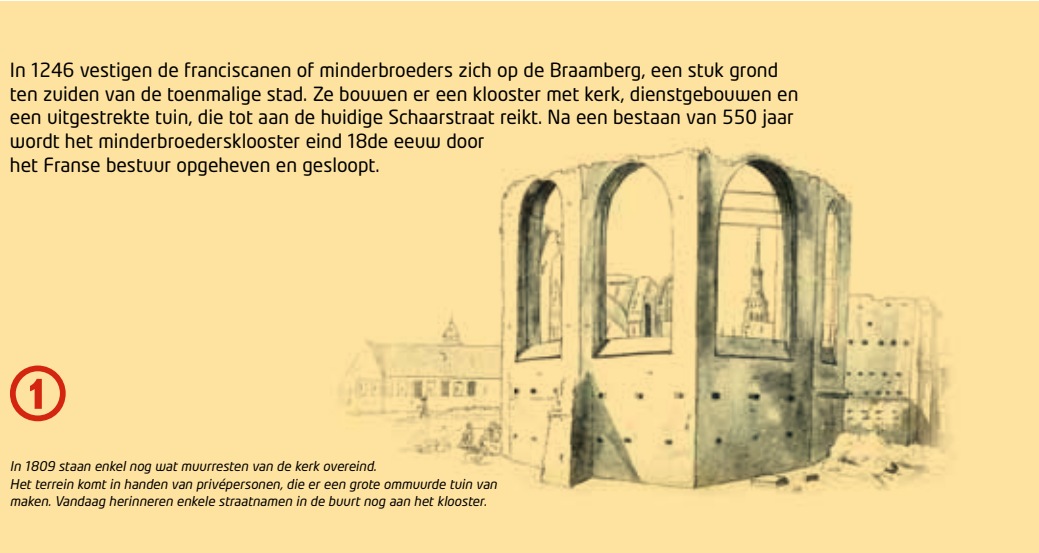 In 1246 vestigen de franciscanen of minderbroeders zich op de Braamberg, een stuk grond
ten zuiden van de toenmalige stad. Ze bouwen er een klooster met kerk, dienstgebouwen en
een uitgestrekte tuin, die tot aan de huidige Schaarstraat reikt. Na een bestaan van 550 jaar
wordt het minderbroedersklooster eind 18de eeuw door
het Franse bestuur opgeheven en gesloopt.
1
In 1809 staan enkel nog wat muurresten van de kerk overeind.
Het terrein komt in handen van privépersonen, die er een grote ommuurde tuin van
maken. Vandaag herinneren enkele straatnamen in de buurt nog aan het klooster.